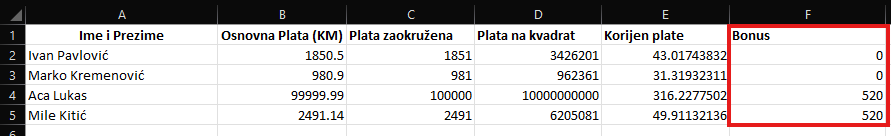 A B C D E F
1 Ime i Prezime Osnovna Plata (KM) Plata zaokružena Plata na kvadrat Korijen plate Bonus
2 Ivan Pavlović 1850.5 1851 3426201 43.01743832 0
3 Marko Kremenović 980.9 981 962361 31.31932311 0
4 Aca Lukas 99999.99 100000 10000000000 316.2277502 520
5 Mile Kitić 2491.14 2491 6205081 49.91132136 520